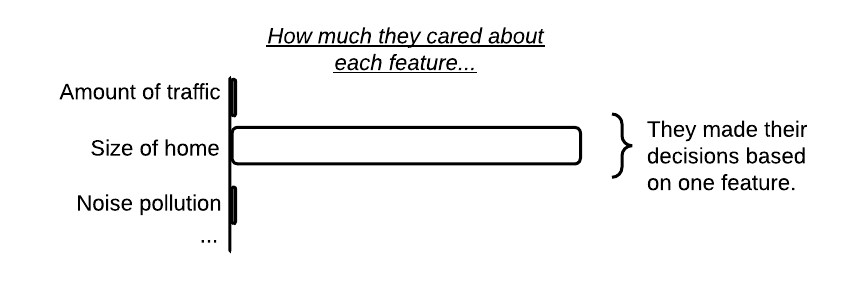 How much they cared about
each feature...
Amount of traffic
Size of home
Noise pollution
...
They made their
decisions based
on one feature.